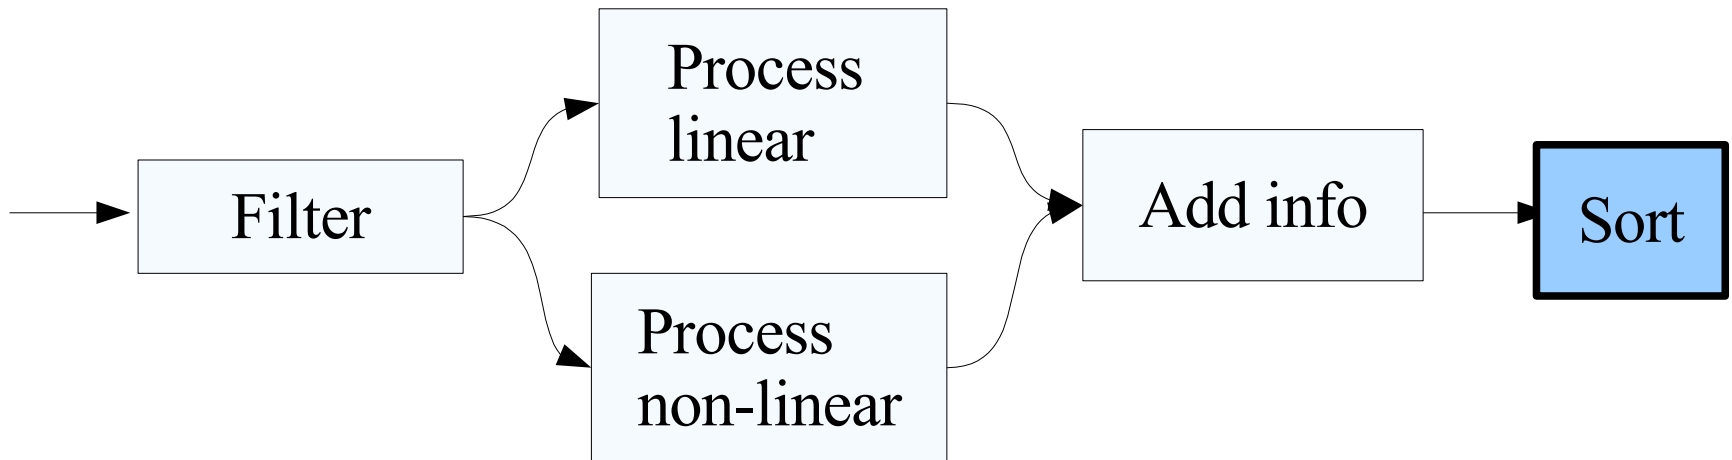 Filter
Process
linear
Process
non-linear
Add info
Sort